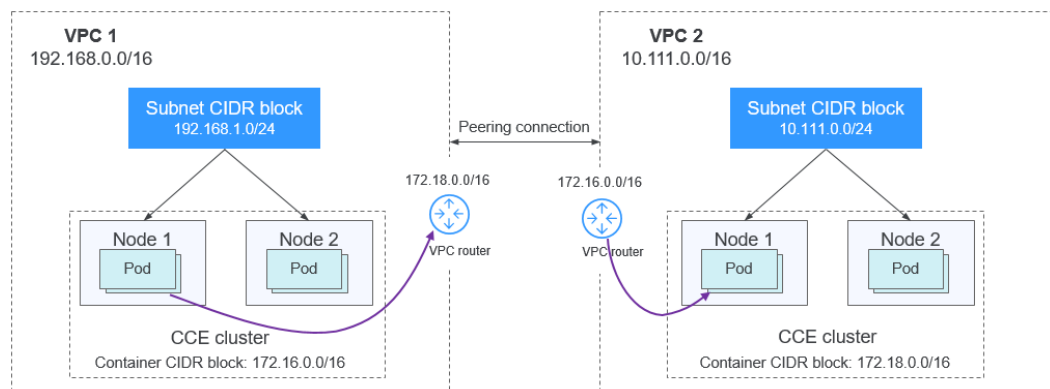 VPC 1
192.168.0.0/16
VPC 2
10.111.0.0/16
Subnet CIDR block
192.168.1.0/24
Peering connection
Subnet CIDR block
10.111.0.0/24
172.18.0.0/16
172.16.0.0/16
VPC router
VPC router
Node 1
Pod
Node 2
Pod
Node 1
Pod
Node 2
Pod
CCE cluster
Container CIDR block: 172.16.0.0/16
CCE cluster
Container CIDR block: 172.18.0.0/16